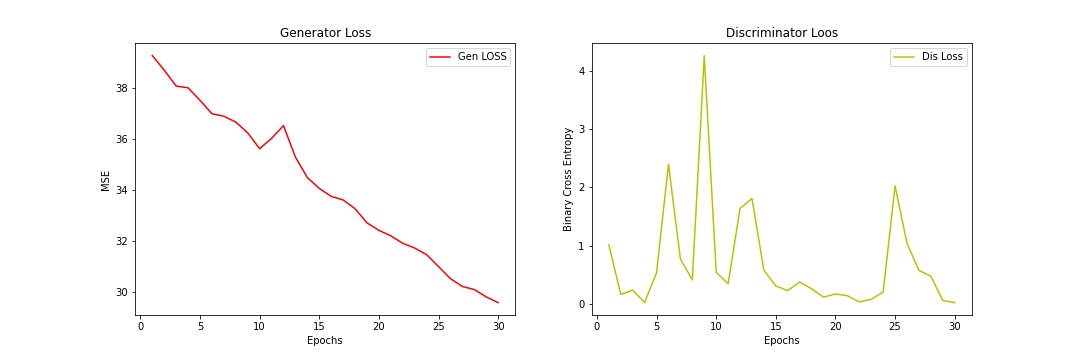 Generator Loss
Gen LOSS
MSE
38
36
34
32
30
0 5 10 15 20 25 30
Epochs
Discriminator Loos
Dis Loss
Binary Cross Entropy
4
3
2
1
0
0 5 10 15 20 25 30
Epochs